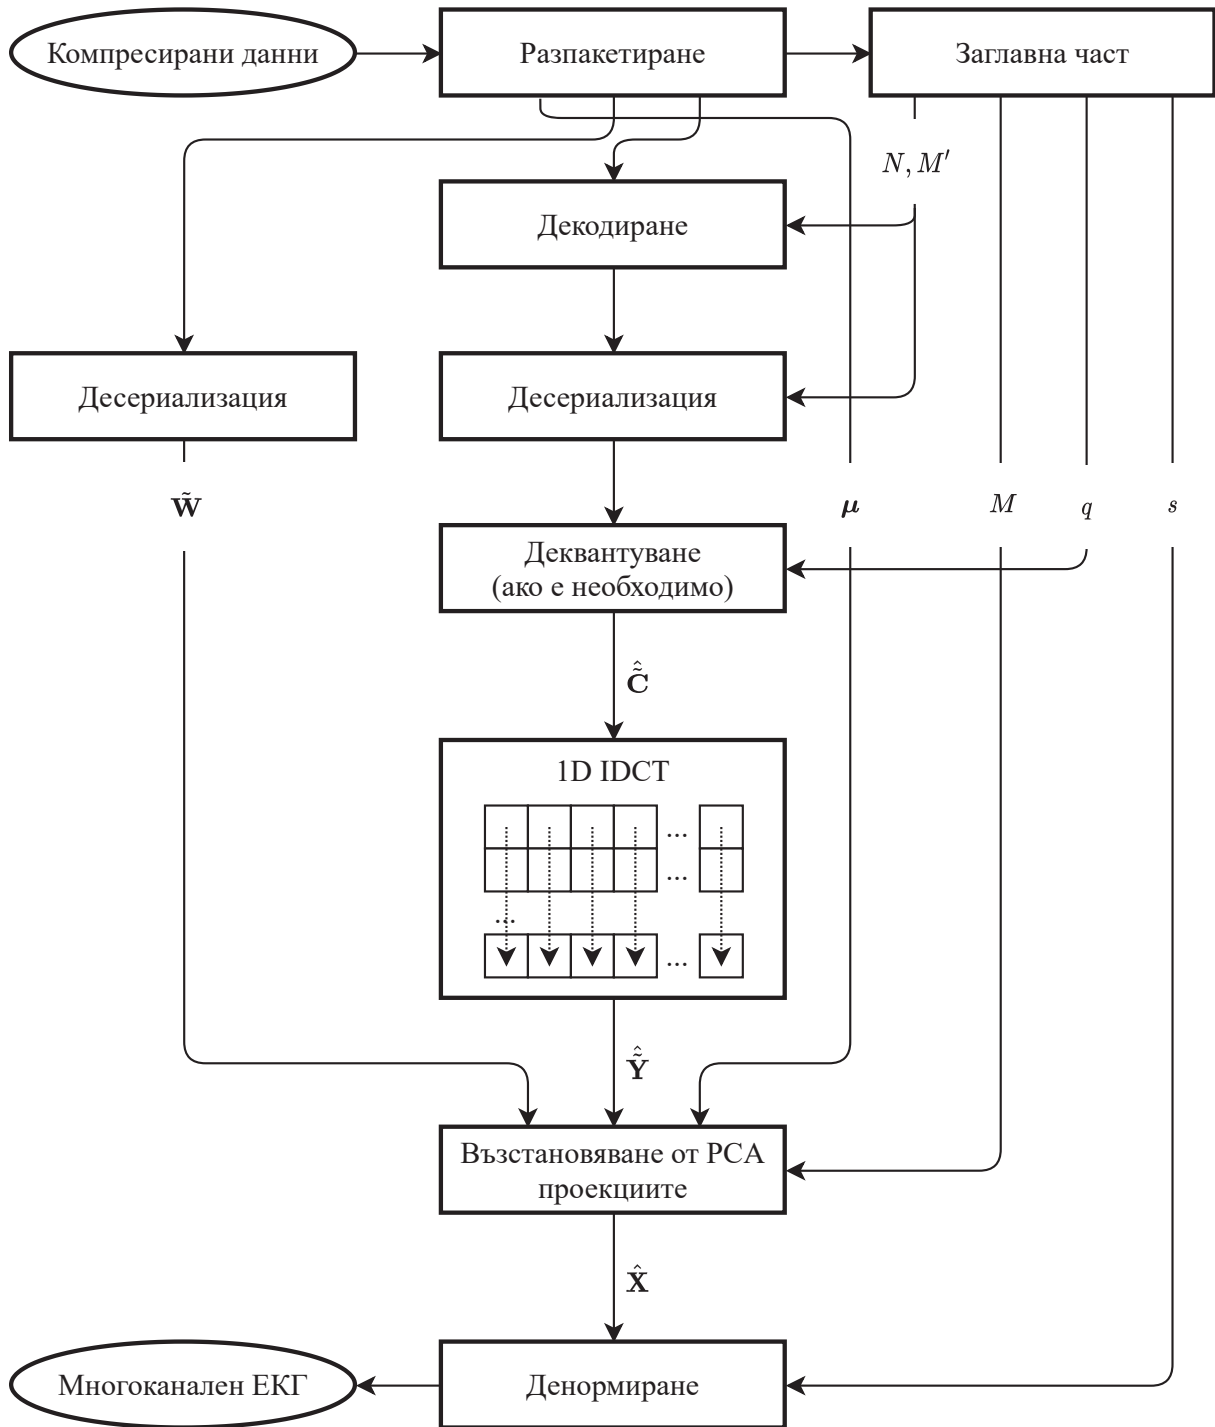 Компресирани данни
Разпакетиране
Заглавна част
N, M′
Декодиране
Десериализация
Десериализация
W̃
μ
M
q
s
Деквантуване
(ако е необходимо)
C̃̂
1D IDCT
...
...
...
...
Ỹ̂
Възстановяване от PCA
проекциите
X̂
Многоканален ЕКГ
Денормиране